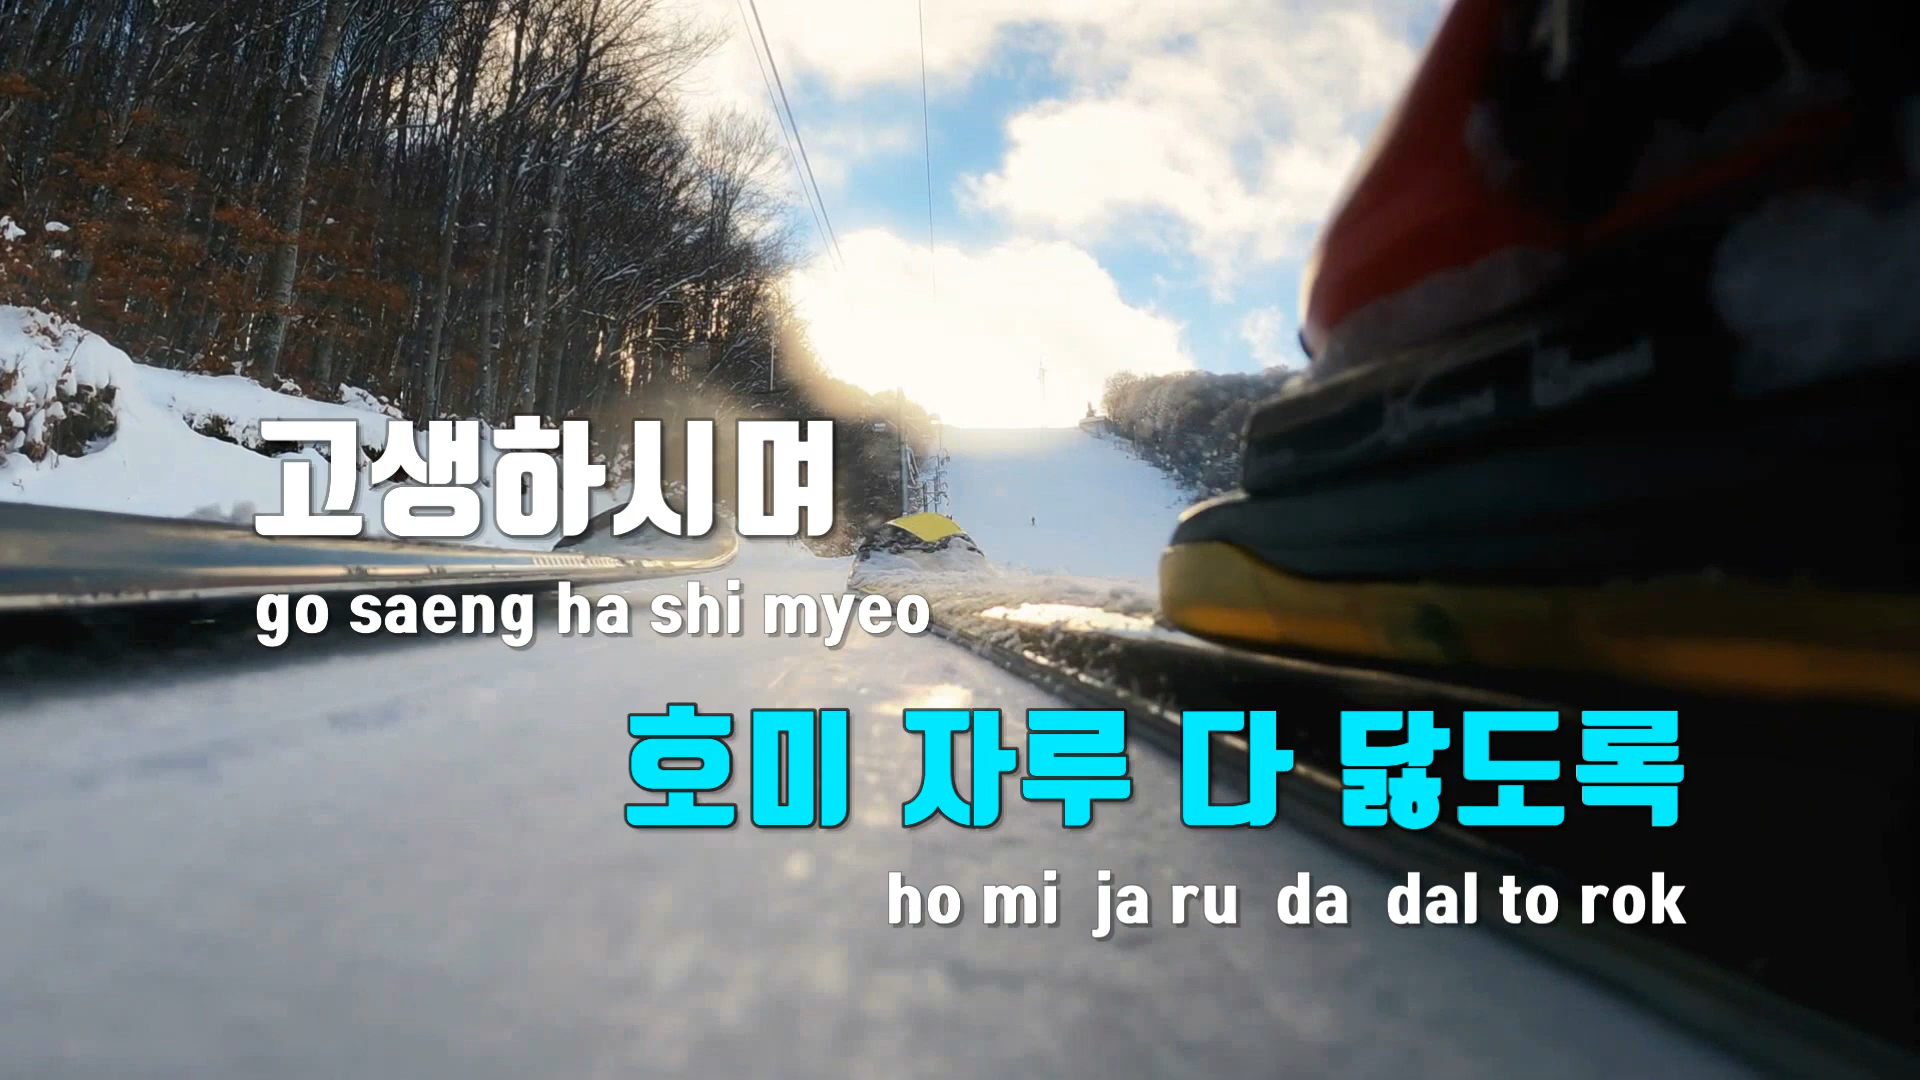 고생하시며
go saeng ha shi myeo
호미 자루 다 닳도록
ho mi ja ru da dal to rok